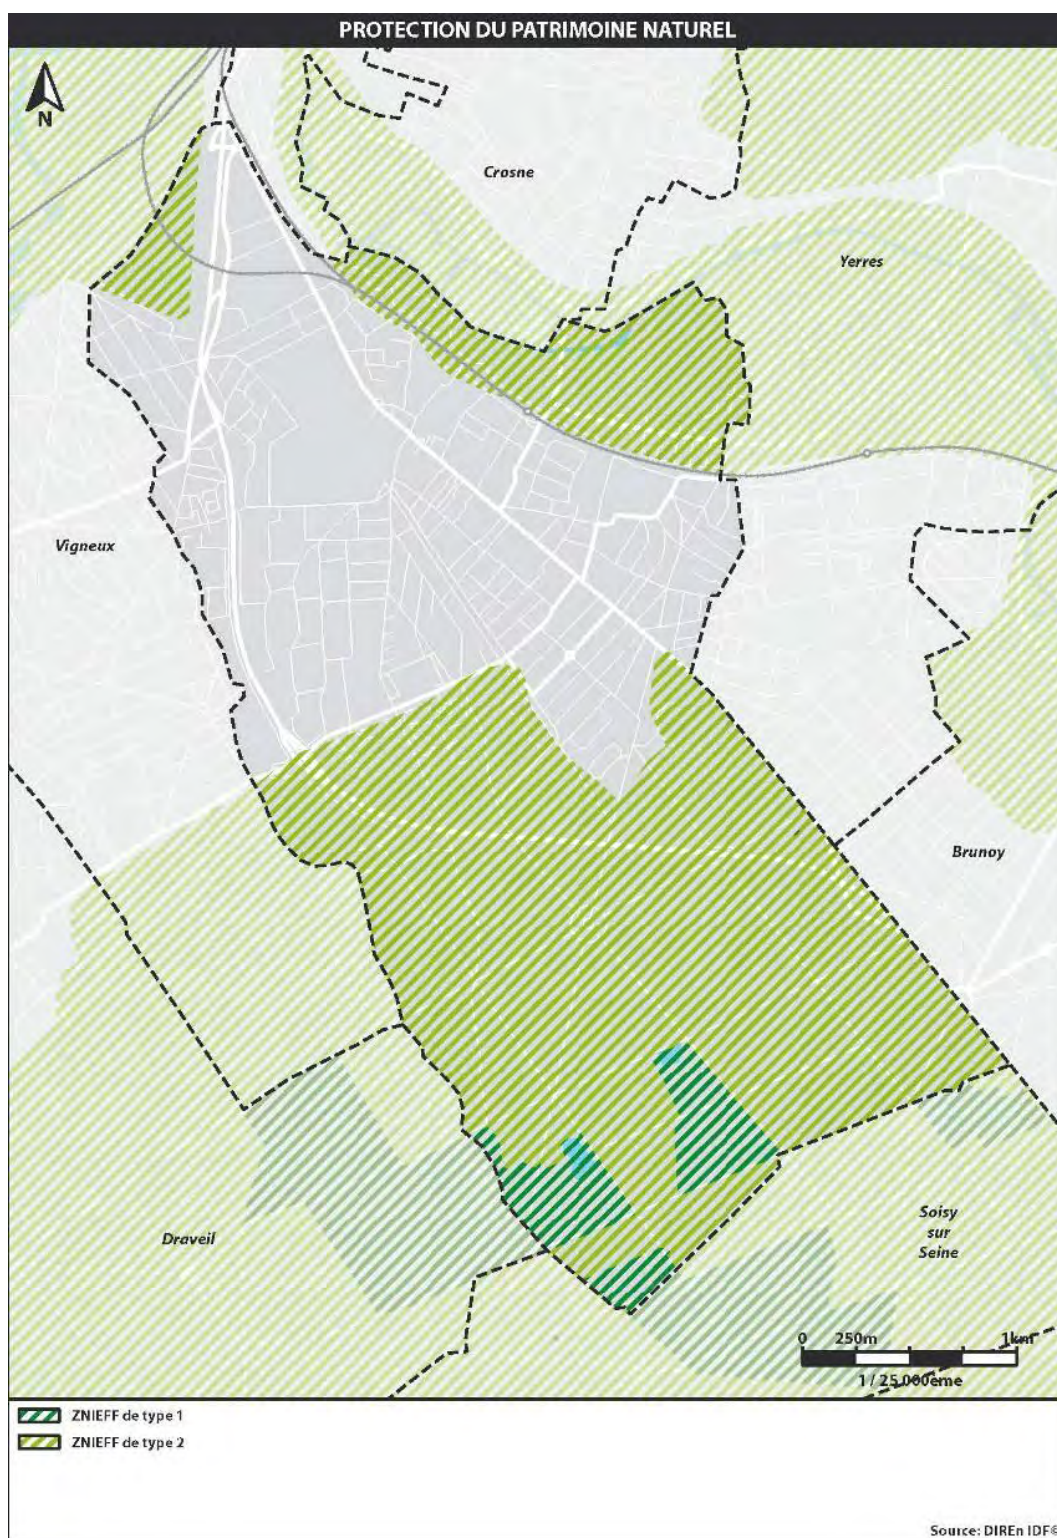 PROTECTION DU PATRIMOINE NATUREL
N
Crosne
Yerres
Vigneux
Brunoy
Draveil
Soisy
sur
Seine
0 250m 1km
1 / 25 000ème
ZNIEFF de type 1
ZNIEFF de type 2
Source: DIREn IDF©